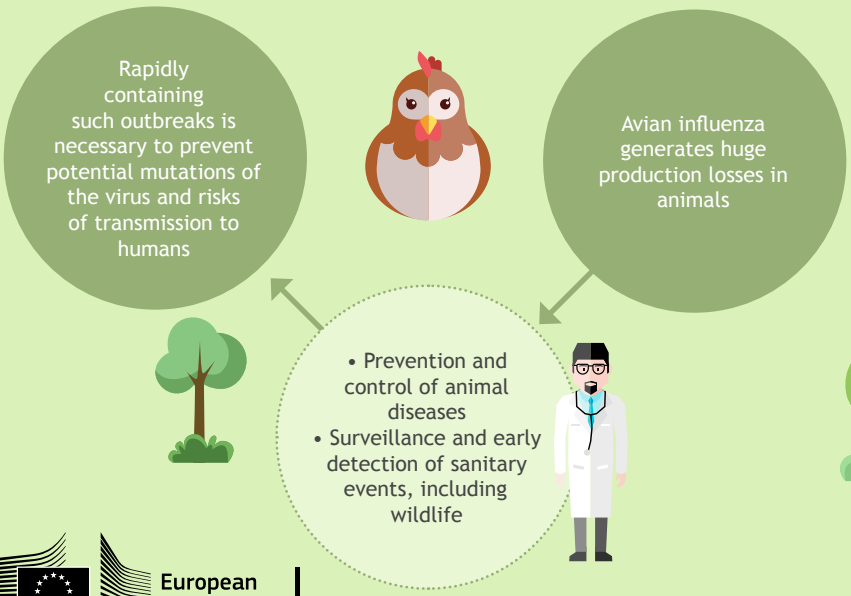 Rapidly
containing
such outbreaks is
necessary to prevent
potential mutations of
the virus and risks
of transmission to
humans
Avian influenza
generates huge
production losses in
animals
• Prevention and
control of animal
diseases
• Surveillance and early
detection of sanitary
events, including
wildlife
European